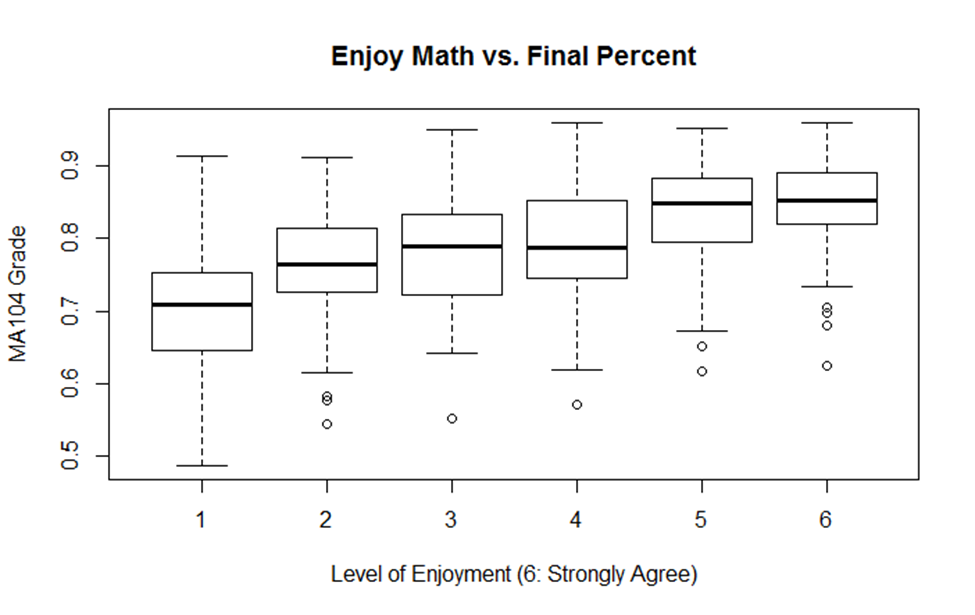 Enjoy Math vs. Final Percent
MA104 Grade
0.9
0.8
0.7
0.6
0.5
1 2 3 4 5 6
Level of Enjoyment (6: Strongly Agree)